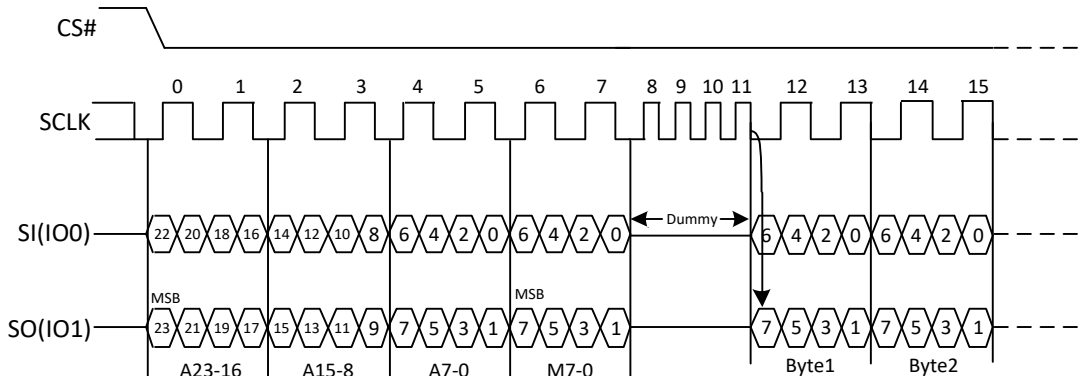 CS#
0 1 2 3 4 5 6 7 8 9 10 11 12 13 14 15
SCLK
SI(IO0) 22 20 18 16 14 12 10 8 6 4 2 0 6 4 2 0 Dummy 6 4 2 0 6 4 2 0
MSB MSB
SO(IO1) 23 21 19 17 15 13 11 9 7 5 3 1 7 5 3 1 7 5 3 1 7 5 3 1
A23-16 A15-8 A7-0 M7-0 Byte1 Byte2